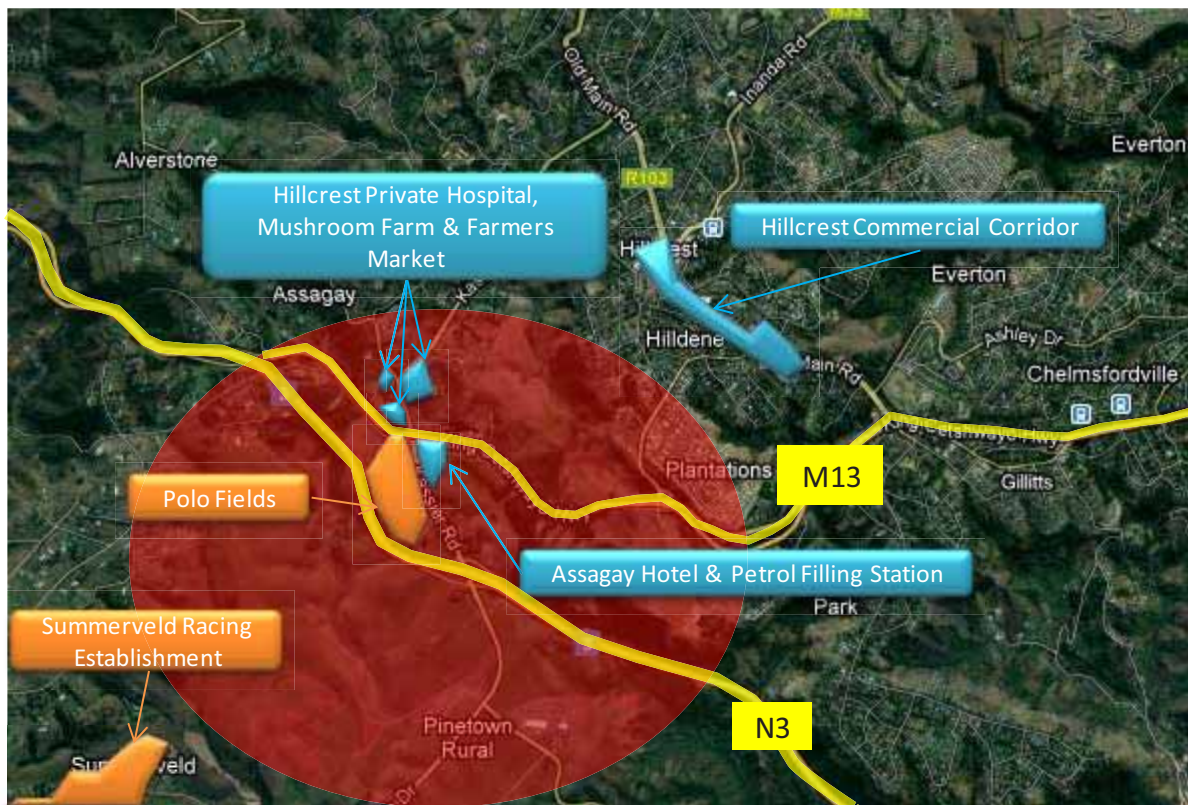 Old Main Rd
Inanda Rd
Everton
Alverstone
R103
Hillcrest Private Hospital,
Mushroom Farm & Farmers
Market
Hillcrest Commercial Corridor
Everton
Assagay
Hilldene
Ashley Dr
Main Rd
Chelmsfordville
Plantations
M13
Gillitts
Polo Fields
Assagay Hotel & Petrol Filling Station
Park
Summerveld Racing
Establishment
Pinetown
Rural
N3
Dr